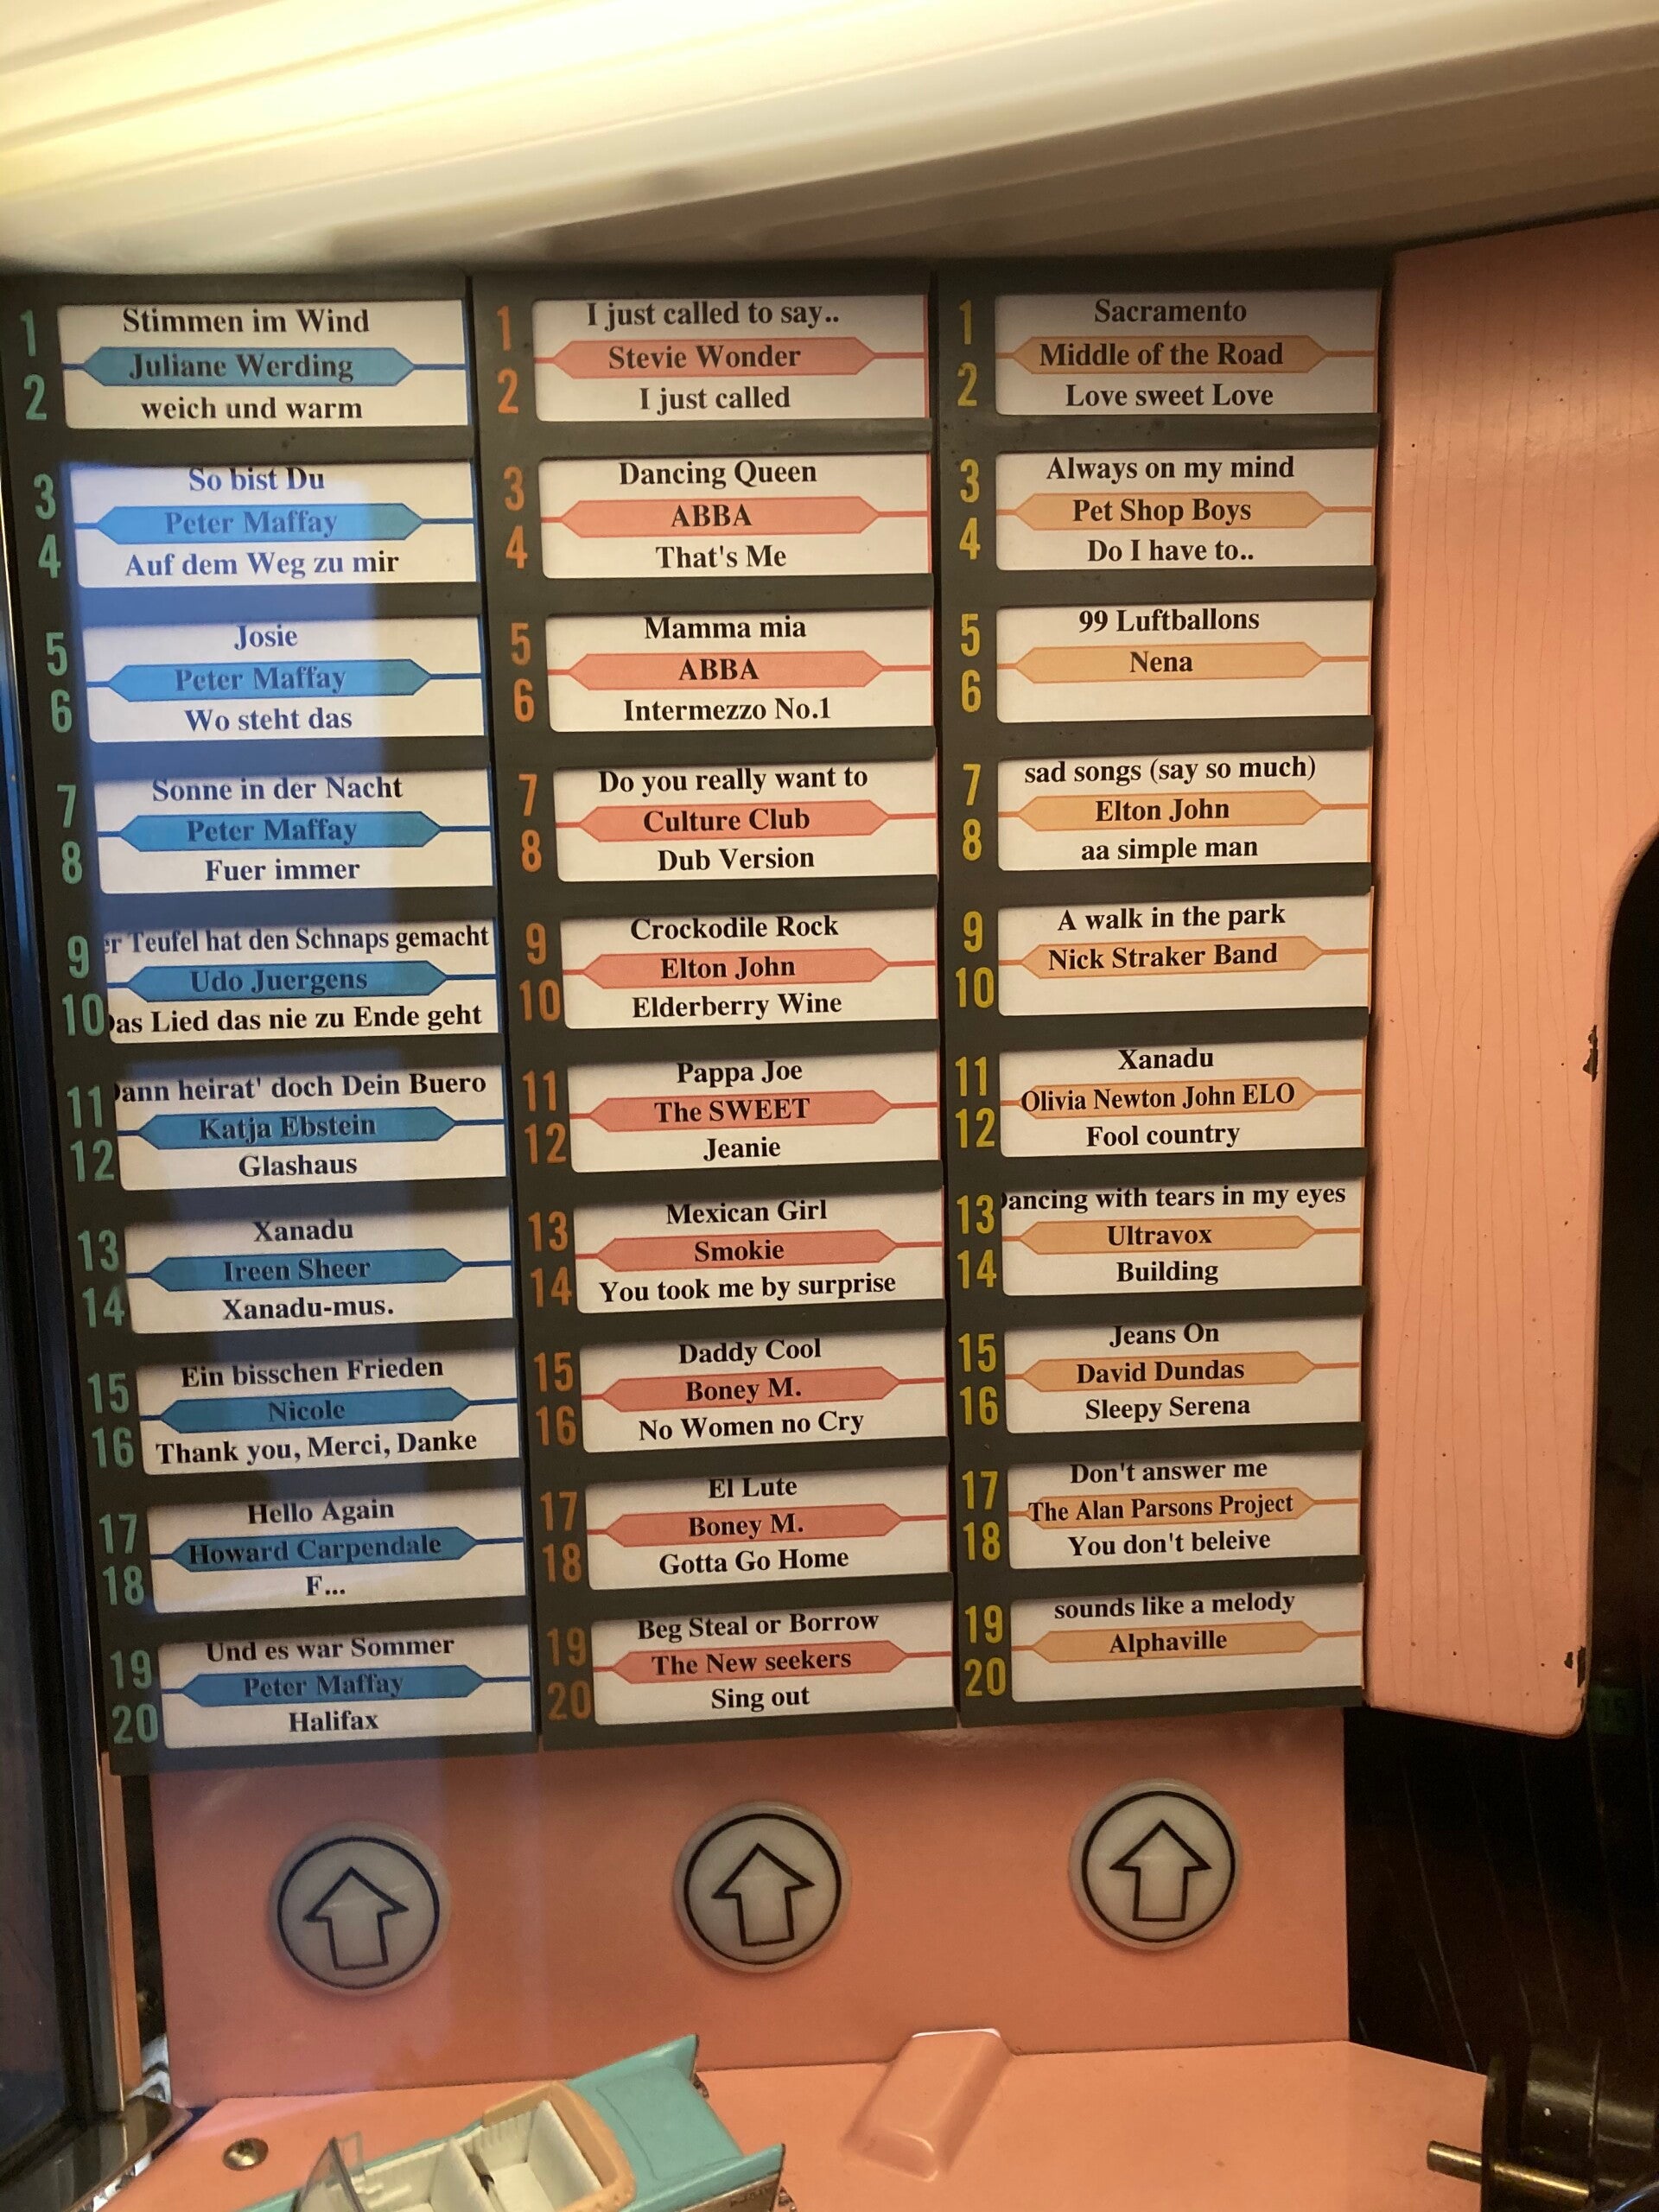 1
Stimmen im Wind
Juliane Werding
2
weich und warm
3
So bist Du
Peter Maffay
4
Auf dem Weg zu mir
5
Josie
Peter Maffay
6
Wo steht das
7
Sonne in der Nacht
Peter Maffay
8
Fuer immer
9
er Teufel hat den Schnaps gemacht
Udo Juergens
10
as Lied das nie zu Ende geht
11
ann heirat' doch Dein Buero
Katja Ebstein
12
Glashaus
13
Xanadu
Ireen Sheer
14
Xanadu-mus.
15
Ein bisschen Frieden
Nicole
16
Thank you, Merci, Danke
17
Hello Again
Howard Carpendale
18
F...
19
Und es war Sommer
Peter Maffay
20
Halifax
1
I just called to say..
Stevie Wonder
2
I just called
3
Dancing Queen
ABBA
4
That's Me
5
Mamma mia
ABBA
6
Intermezzo No.1
7
Do you really want to
Culture Club
8
Dub Version
9
Crockodile Rock
Elton John
10
Elderberry Wine
11
Pappa Joe
The SWEET
12
Jeanie
13
Mexican Girl
Smokie
14
You took me by surprise
15
Daddy Cool
Boney M.
16
No Women no Cry
17
El Lute
Boney M.
18
Gotta Go Home
19
Beg Steal or Borrow
The New seekers
20
Sing out
1
Sacramento
Middle of the Road
2
Love sweet Love
3
Always on my mind
Pet Shop Boys
4
Do I have to..
5
99 Luftballons
Nena
6
7
sad songs (say so much)
Elton John
8
aa simple man
9
A walk in the park
Nick Straker Band
10
11
Xanadu
Olivia Newton John ELO
12
Fool country
13
Dancing with tears in my eyes
Ultravox
14
Building
15
Jeans On
David Dundas
16
Sleepy Serena
17
Don't answer me
The Alan Parsons Project
18
You don't beleive
19
sounds like a melody
Alphaville
20